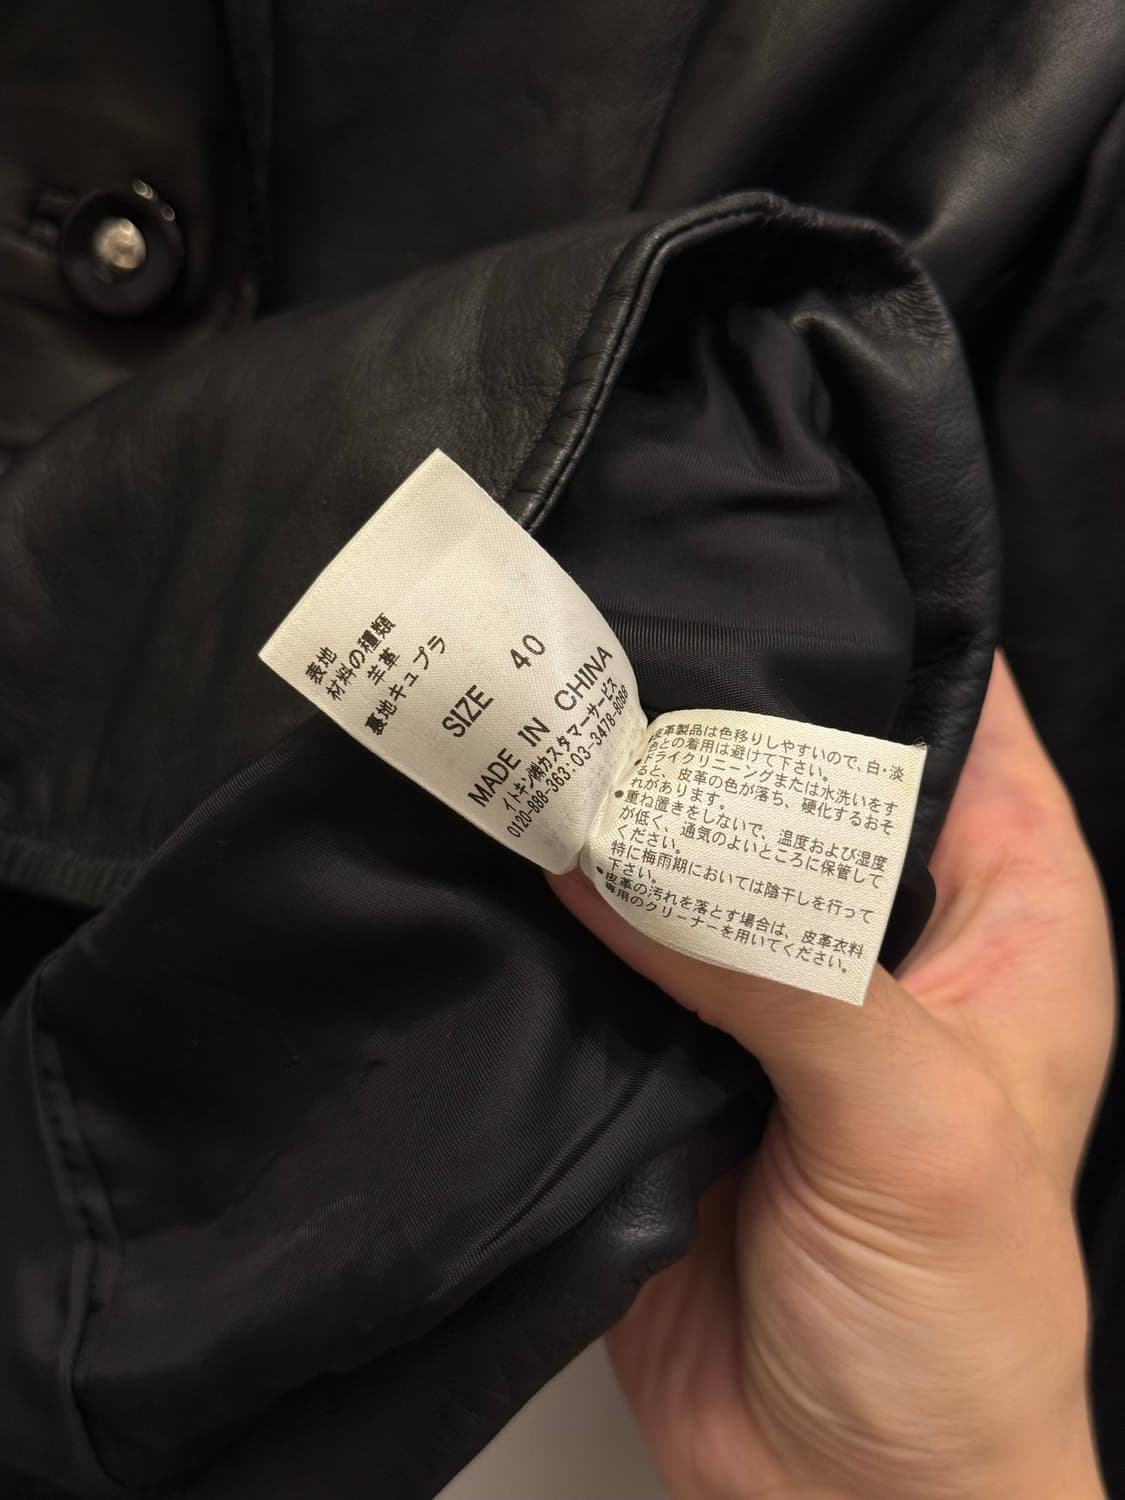 表地
材料の種類
羊革
裏地キュプラ
SIZE 40
MADE IN CHINA
イトキン㈱カスタマーサービス
0120-898-363:03-3478-8088
皮革製品は色移りしやすいので、白・淡
色との着用は避けて下さい。
●ドライクリーニングまたは水洗いをす
ると、皮革の色が落ち、硬化するおそ
れがあります。
●重ね置きをしないで、温度および湿度
が低く、通気のよいところに保管して
ください。
特に梅雨期においては陰干しを行って
下さい。
●皮革の汚れを落とす場合は、皮革衣料
専用のクリーナーを用いてください。